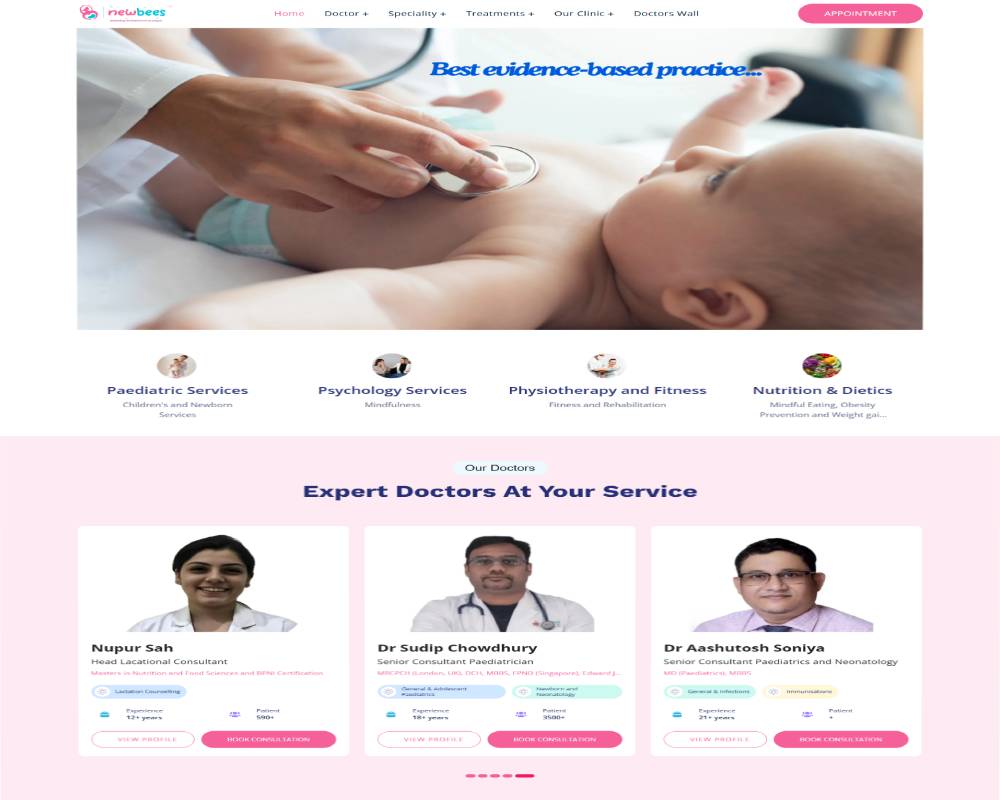 newbees
Home
Doctor +
Speciality +
Treatments +
Our Clinic +
Doctors Wall
APPOINTMENT
Best evidence-based practice...
Paediatric Services
Children's and Newborn
Services
Psychology Services
Mindfulness
Physiotherapy and Fitness
Fitness and Rehabilitation
Nutrition & Dietics
Mindful Eating, Obesity
Prevention and Weight gai...
Our Doctors
Expert Doctors At Your Service
Nupur Sah
Head Lacational Consultant
Masters in Nutrition and Food Sciences and BFNI Certification
Lactation Counselling
Experience
12+ years
Patient
590+
VIEW PROFILE
BOOK CONSULTATION
Dr Sudip Chowdhury
Senior Consultant Paediatrician
MRCPCH (London, UK), DCH, MBBS, FPND (Singapore), Edward J...
General & Adolescent
Paediatrics
Newborn and
Neonatology
Experience
18+ years
Patient
3500+
VIEW PROFILE
BOOK CONSULTATION
Dr Aashutosh Soniya
Senior Consultant Paediatrics and Neonatology
MD (Paediatrics), MBBS
General & Infections
Immunisations
Experience
21+ years
Patient
+
VIEW PROFILE
BOOK CONSULTATION